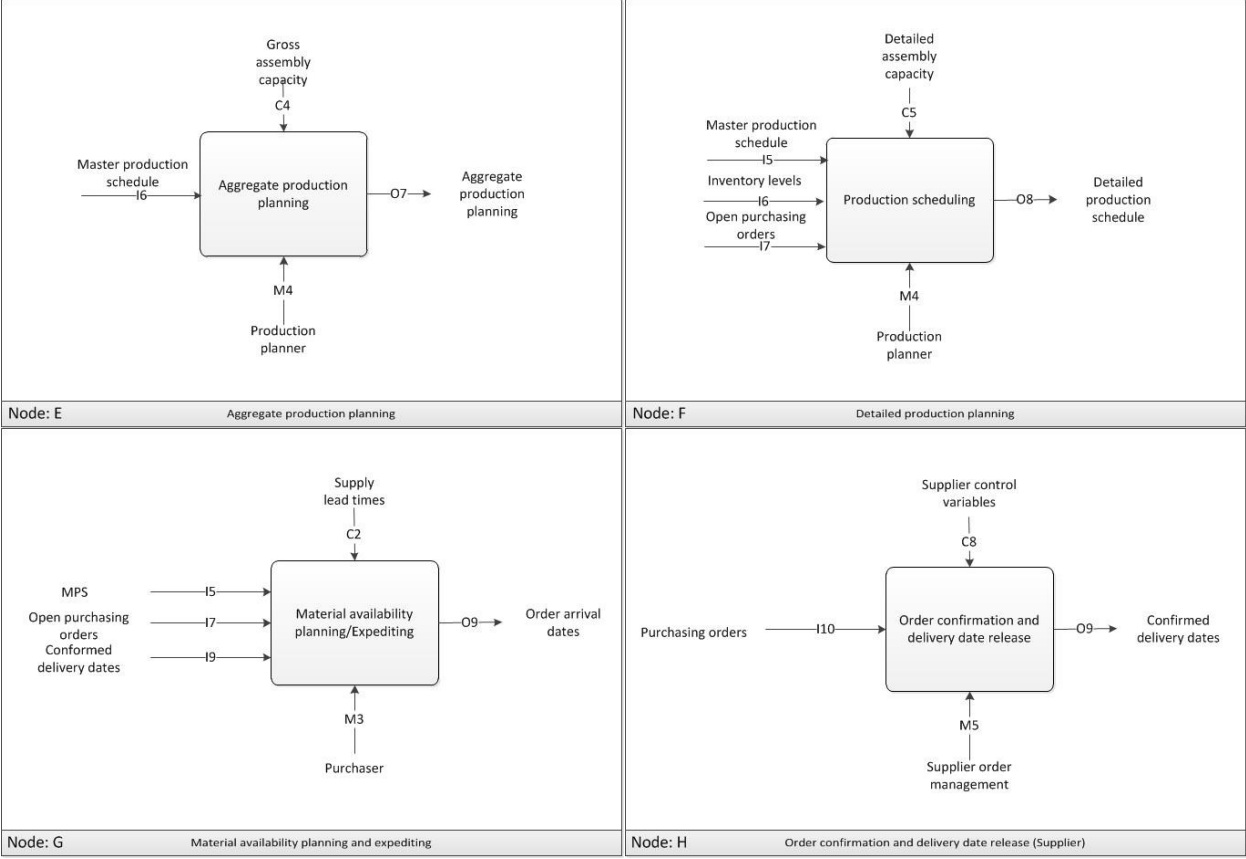 Gross
assembly
capacity
C4
Master production
schedule
I6
Aggregate production
planning
O7
Aggregate
production
planning
M4
Production
planner
Node: E
Aggregate production planning
Detailed
assembly
capacity
C5
Master production
schedule
I5
Inventory levels
I6
Open purchasing
orders
I7
Production scheduling
O8
Detailed
production
schedule
M4
Production
planner
Node: F
Detailed production planning
Supply
lead times
C2
MPS
I5
Open purchasing
orders
I7
Conformed
delivery dates
I9
Material availability
planning/Expediting
O9
Order arrival
dates
M3
Purchaser
Node: G
Material availability planning and expediting
Supplier control
variables
C8
Purchasing orders
I10
Order confirmation and
delivery date release
O9
Confirmed
delivery dates
M5
Supplier order
management
Node: H
Order confirmation and delivery date release (Supplier)